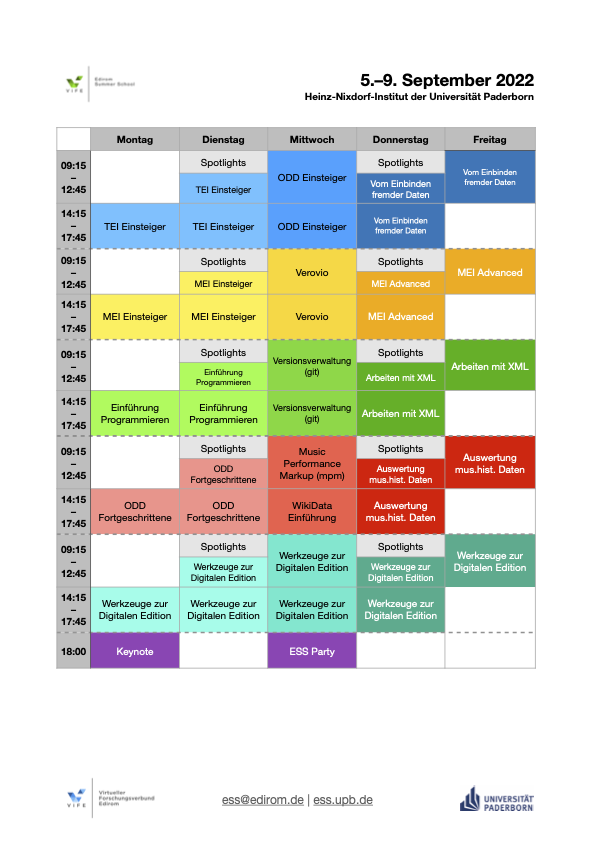 VIFE
Edirom
Summer School
5.–9. September 2022
Heinz-Nixdorf-Institut der Universität Paderborn
Montag Dienstag Mittwoch Donnerstag Freitag
09:15
–
12:45
Spotlights
TEI Einsteiger
ODD Einsteiger
Spotlights
Vom Einbinden
fremder Daten
Vom Einbinden
fremder Daten
14:15
–
17:45
TEI Einsteiger
TEI Einsteiger
ODD Einsteiger
Vom Einbinden
fremder Daten
09:15
–
12:45
Spotlights
MEI Einsteiger
Verovio
Spotlights
MEI Advanced
MEI Advanced
14:15
–
17:45
MEI Einsteiger
MEI Einsteiger
Verovio
MEI Advanced
09:15
–
12:45
Spotlights
Einführung
Programmieren
Versionsverwaltung
(git)
Spotlights
Arbeiten mit XML
Arbeiten mit XML
14:15
–
17:45
Einführung
Programmieren
Einführung
Programmieren
Versionsverwaltung
(git)
Arbeiten mit XML
09:15
–
12:45
Spotlights
ODD
Fortgeschrittene
Music
Performance
Markup (mpm)
Spotlights
Auswertung
mus.hist. Daten
Auswertung
mus.hist. Daten
14:15
–
17:45
ODD
Fortgeschrittene
ODD
Fortgeschrittene
WikiData
Einführung
Auswertung
mus.hist. Daten
09:15
–
12:45
Spotlights
Werkzeuge zur
Digitalen Edition
Werkzeuge zur
Digitalen Edition
Spotlights
Werkzeuge zur
Digitalen Edition
Werkzeuge zur
Digitalen Edition
14:15
–
17:45
Werkzeuge zur
Digitalen Edition
Werkzeuge zur
Digitalen Edition
Werkzeuge zur
Digitalen Edition
Werkzeuge zur
Digitalen Edition
18:00
Keynote
ESS Party
VIFE
Virtueller
Forschungsverbund
Edirom
ess@edirom.de | ess.upb.de
UNIVERSITÄT
PADERBORN